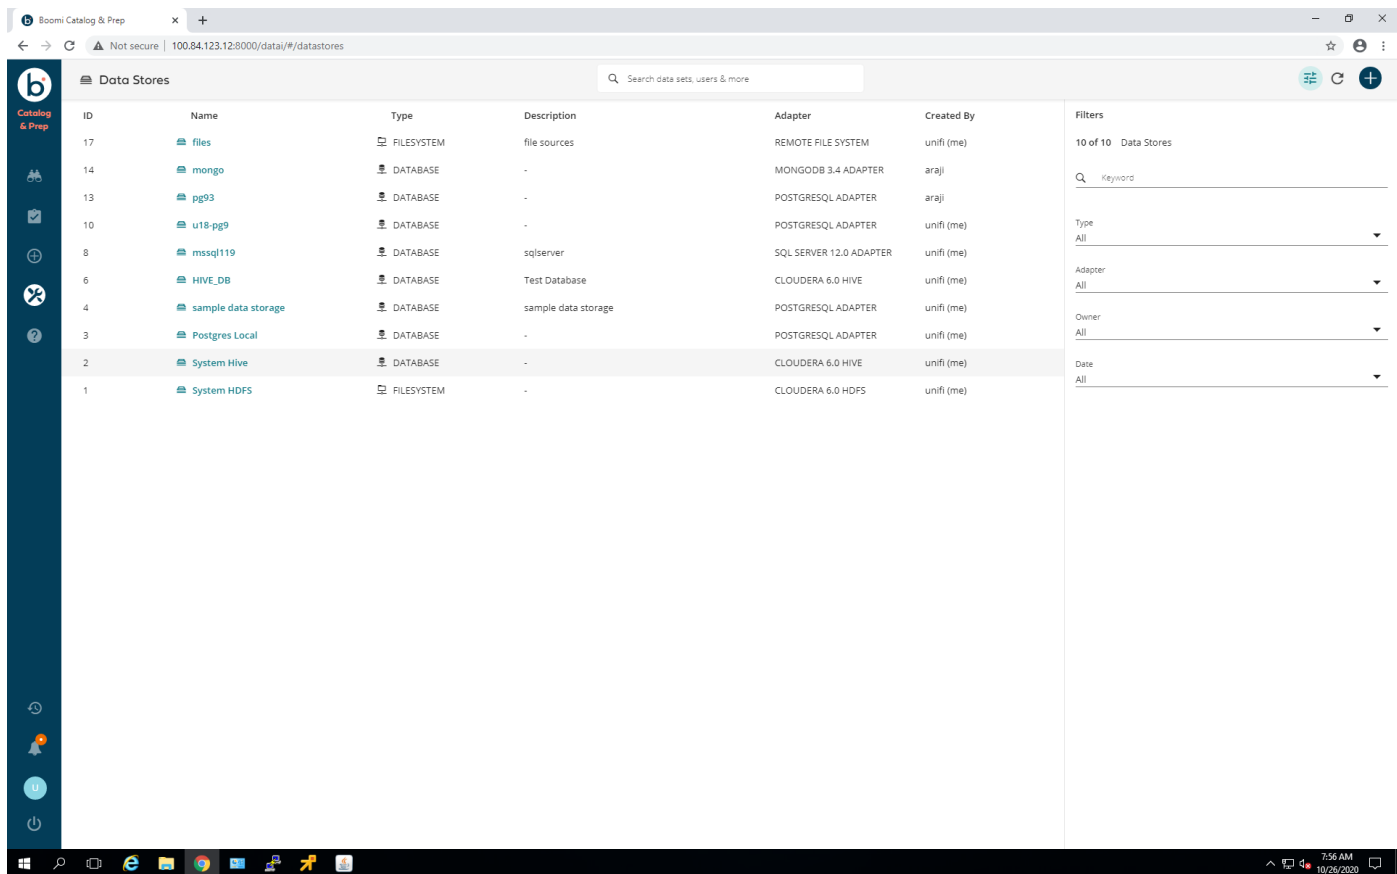 Boomi Catalog & Prep
Not secure | 100.84.123.12:8000/datai/#/datastores
b
Catalog & Prep
Data Stores
Search data sets, users & more
ID Name Type Description Adapter Created By
17 files FILESYSTEM file sources REMOTE FILE SYSTEM unifi (me)
14 mongo DATABASE - MONGODB 3.4 ADAPTER araji
13 pg93 DATABASE - POSTGRESQL ADAPTER araji
10 u18-pg9 DATABASE - POSTGRESQL ADAPTER unifi (me)
8 mssql119 DATABASE sqlserver SQL SERVER 12.0 ADAPTER unifi (me)
6 HIVE_DB DATABASE Test Database CLOUDERA 6.0 HIVE unifi (me)
4 sample data storage DATABASE sample data storage POSTGRESQL ADAPTER unifi (me)
3 Postgres Local DATABASE - POSTGRESQL ADAPTER unifi (me)
2 System Hive DATABASE - CLOUDERA 6.0 HIVE unifi (me)
1 System HDFS FILESYSTEM - CLOUDERA 6.0 HDFS unifi (me)
Filters
10 of 10 Data Stores
Keyword
Type
All
Adapter
All
Owner
All
Date
All
U
7:56 AM
10/26/2020